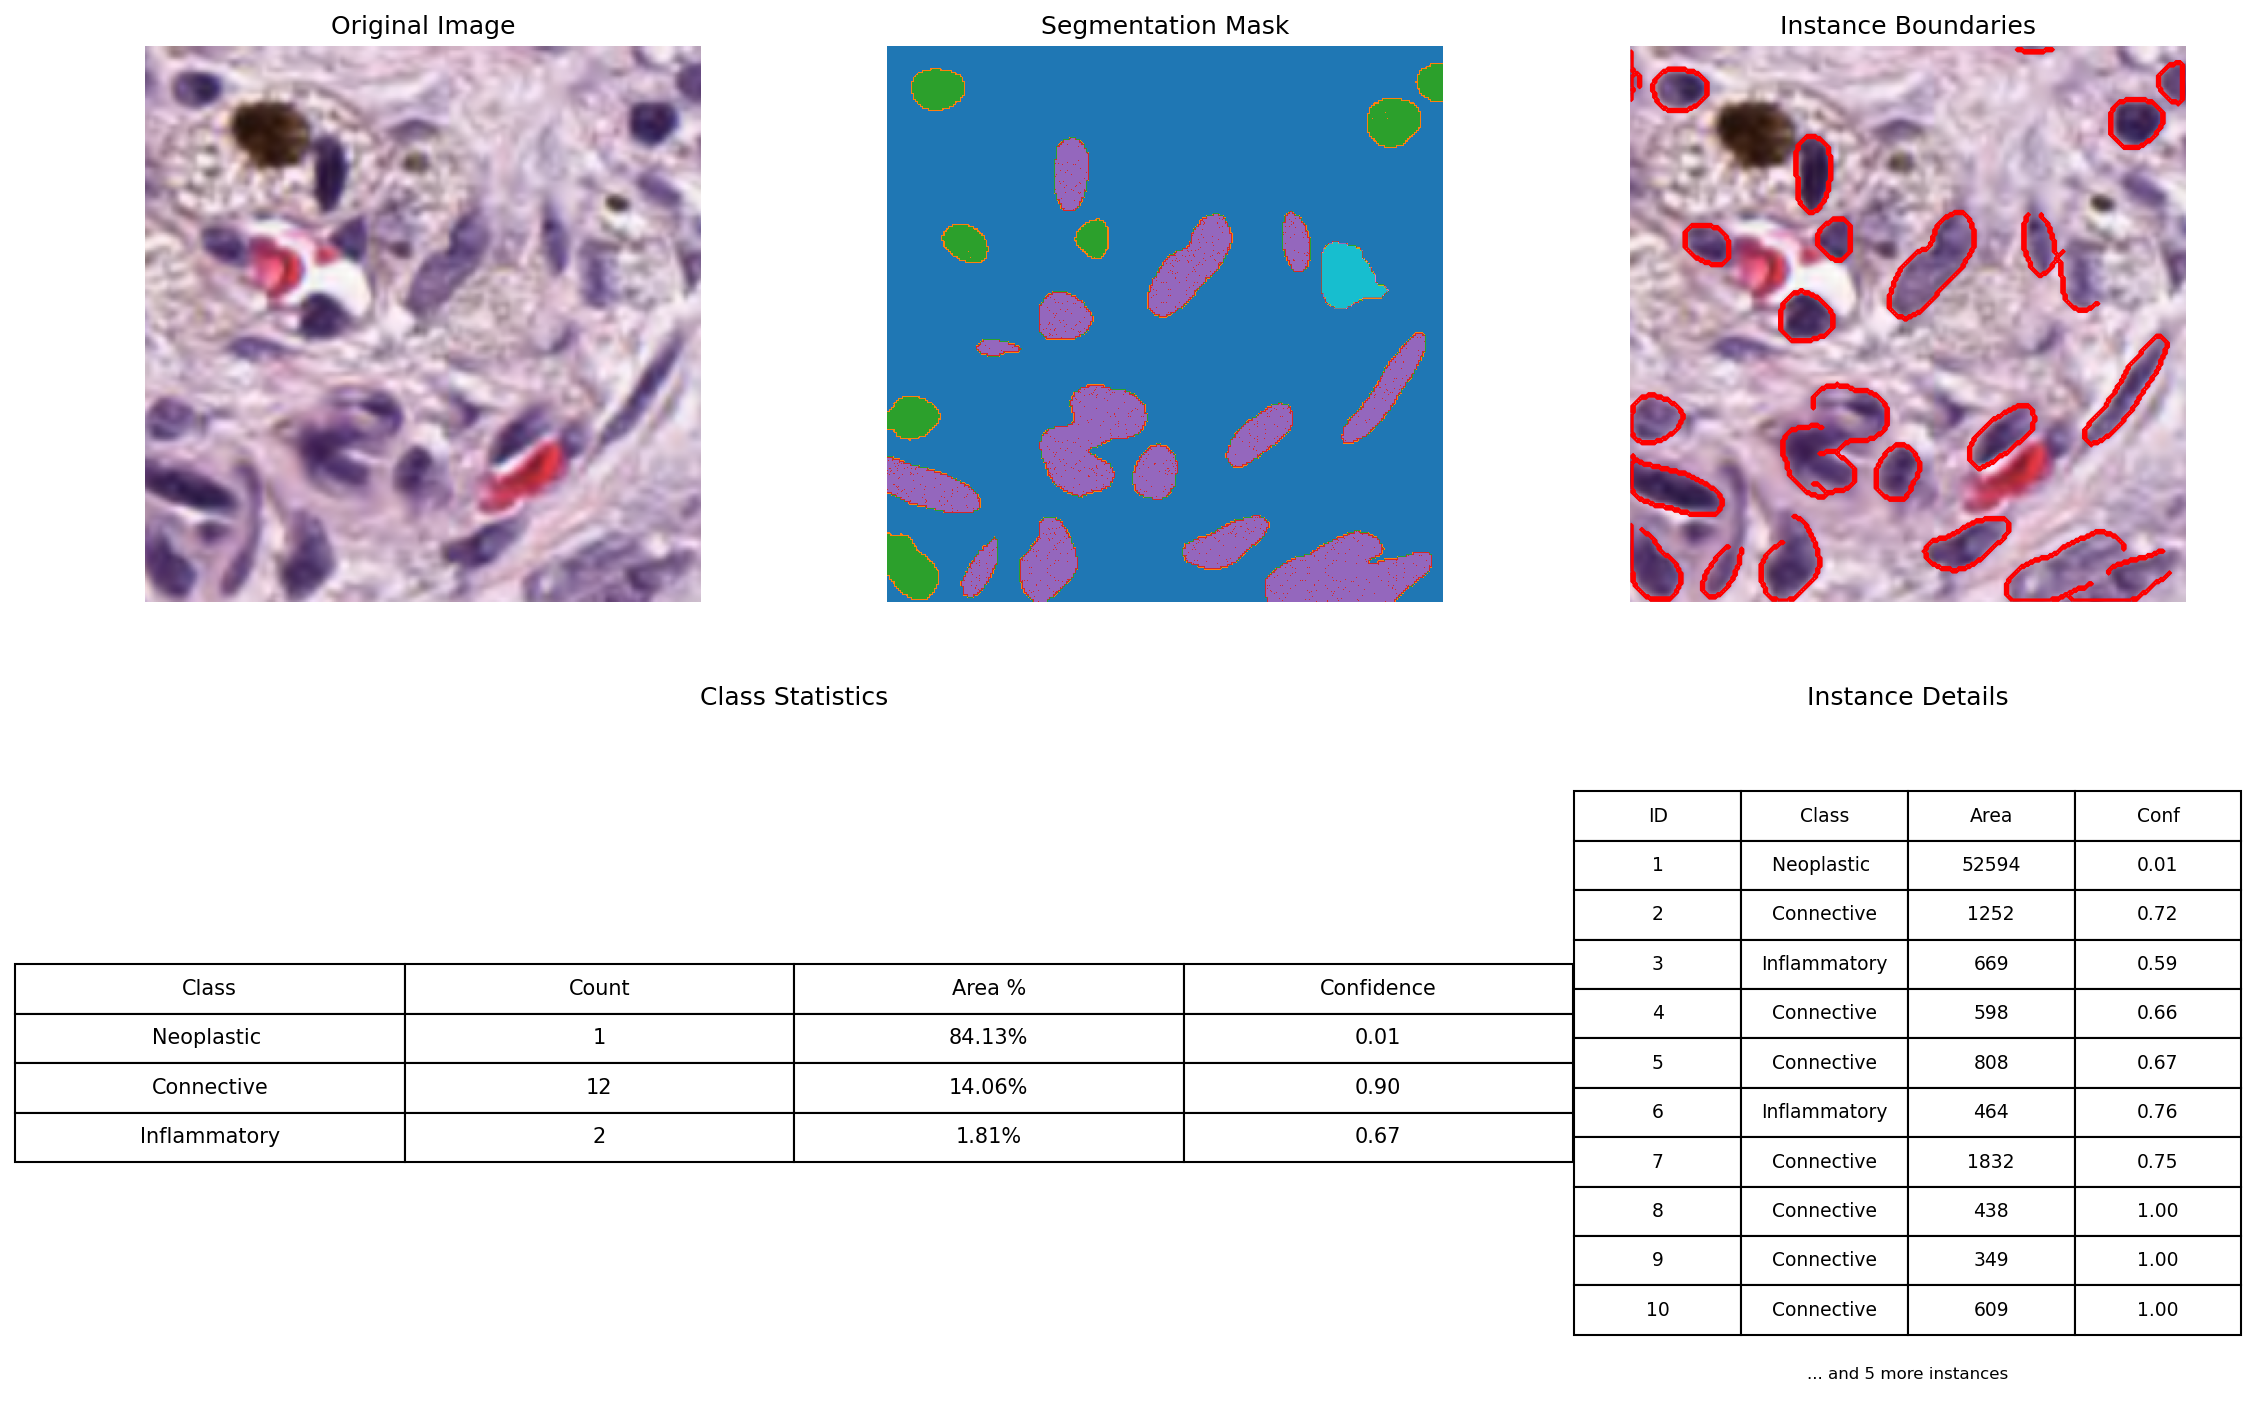 Original Image
Segmentation Mask
Instance Boundaries
Class Statistics
Class Count Area % Confidence
Neoplastic 1 84.13% 0.01
Connective 12 14.06% 0.90
Inflammatory 2 1.81% 0.67
Instance Details
ID Class Area Conf
1 Neoplastic 52594 0.01
2 Connective 1252 0.72
3 Inflammatory 669 0.59
4 Connective 598 0.66
5 Connective 808 0.67
6 Inflammatory 464 0.76
7 Connective 1832 0.75
8 Connective 438 1.00
9 Connective 349 1.00
10 Connective 609 1.00
... and 5 more instances